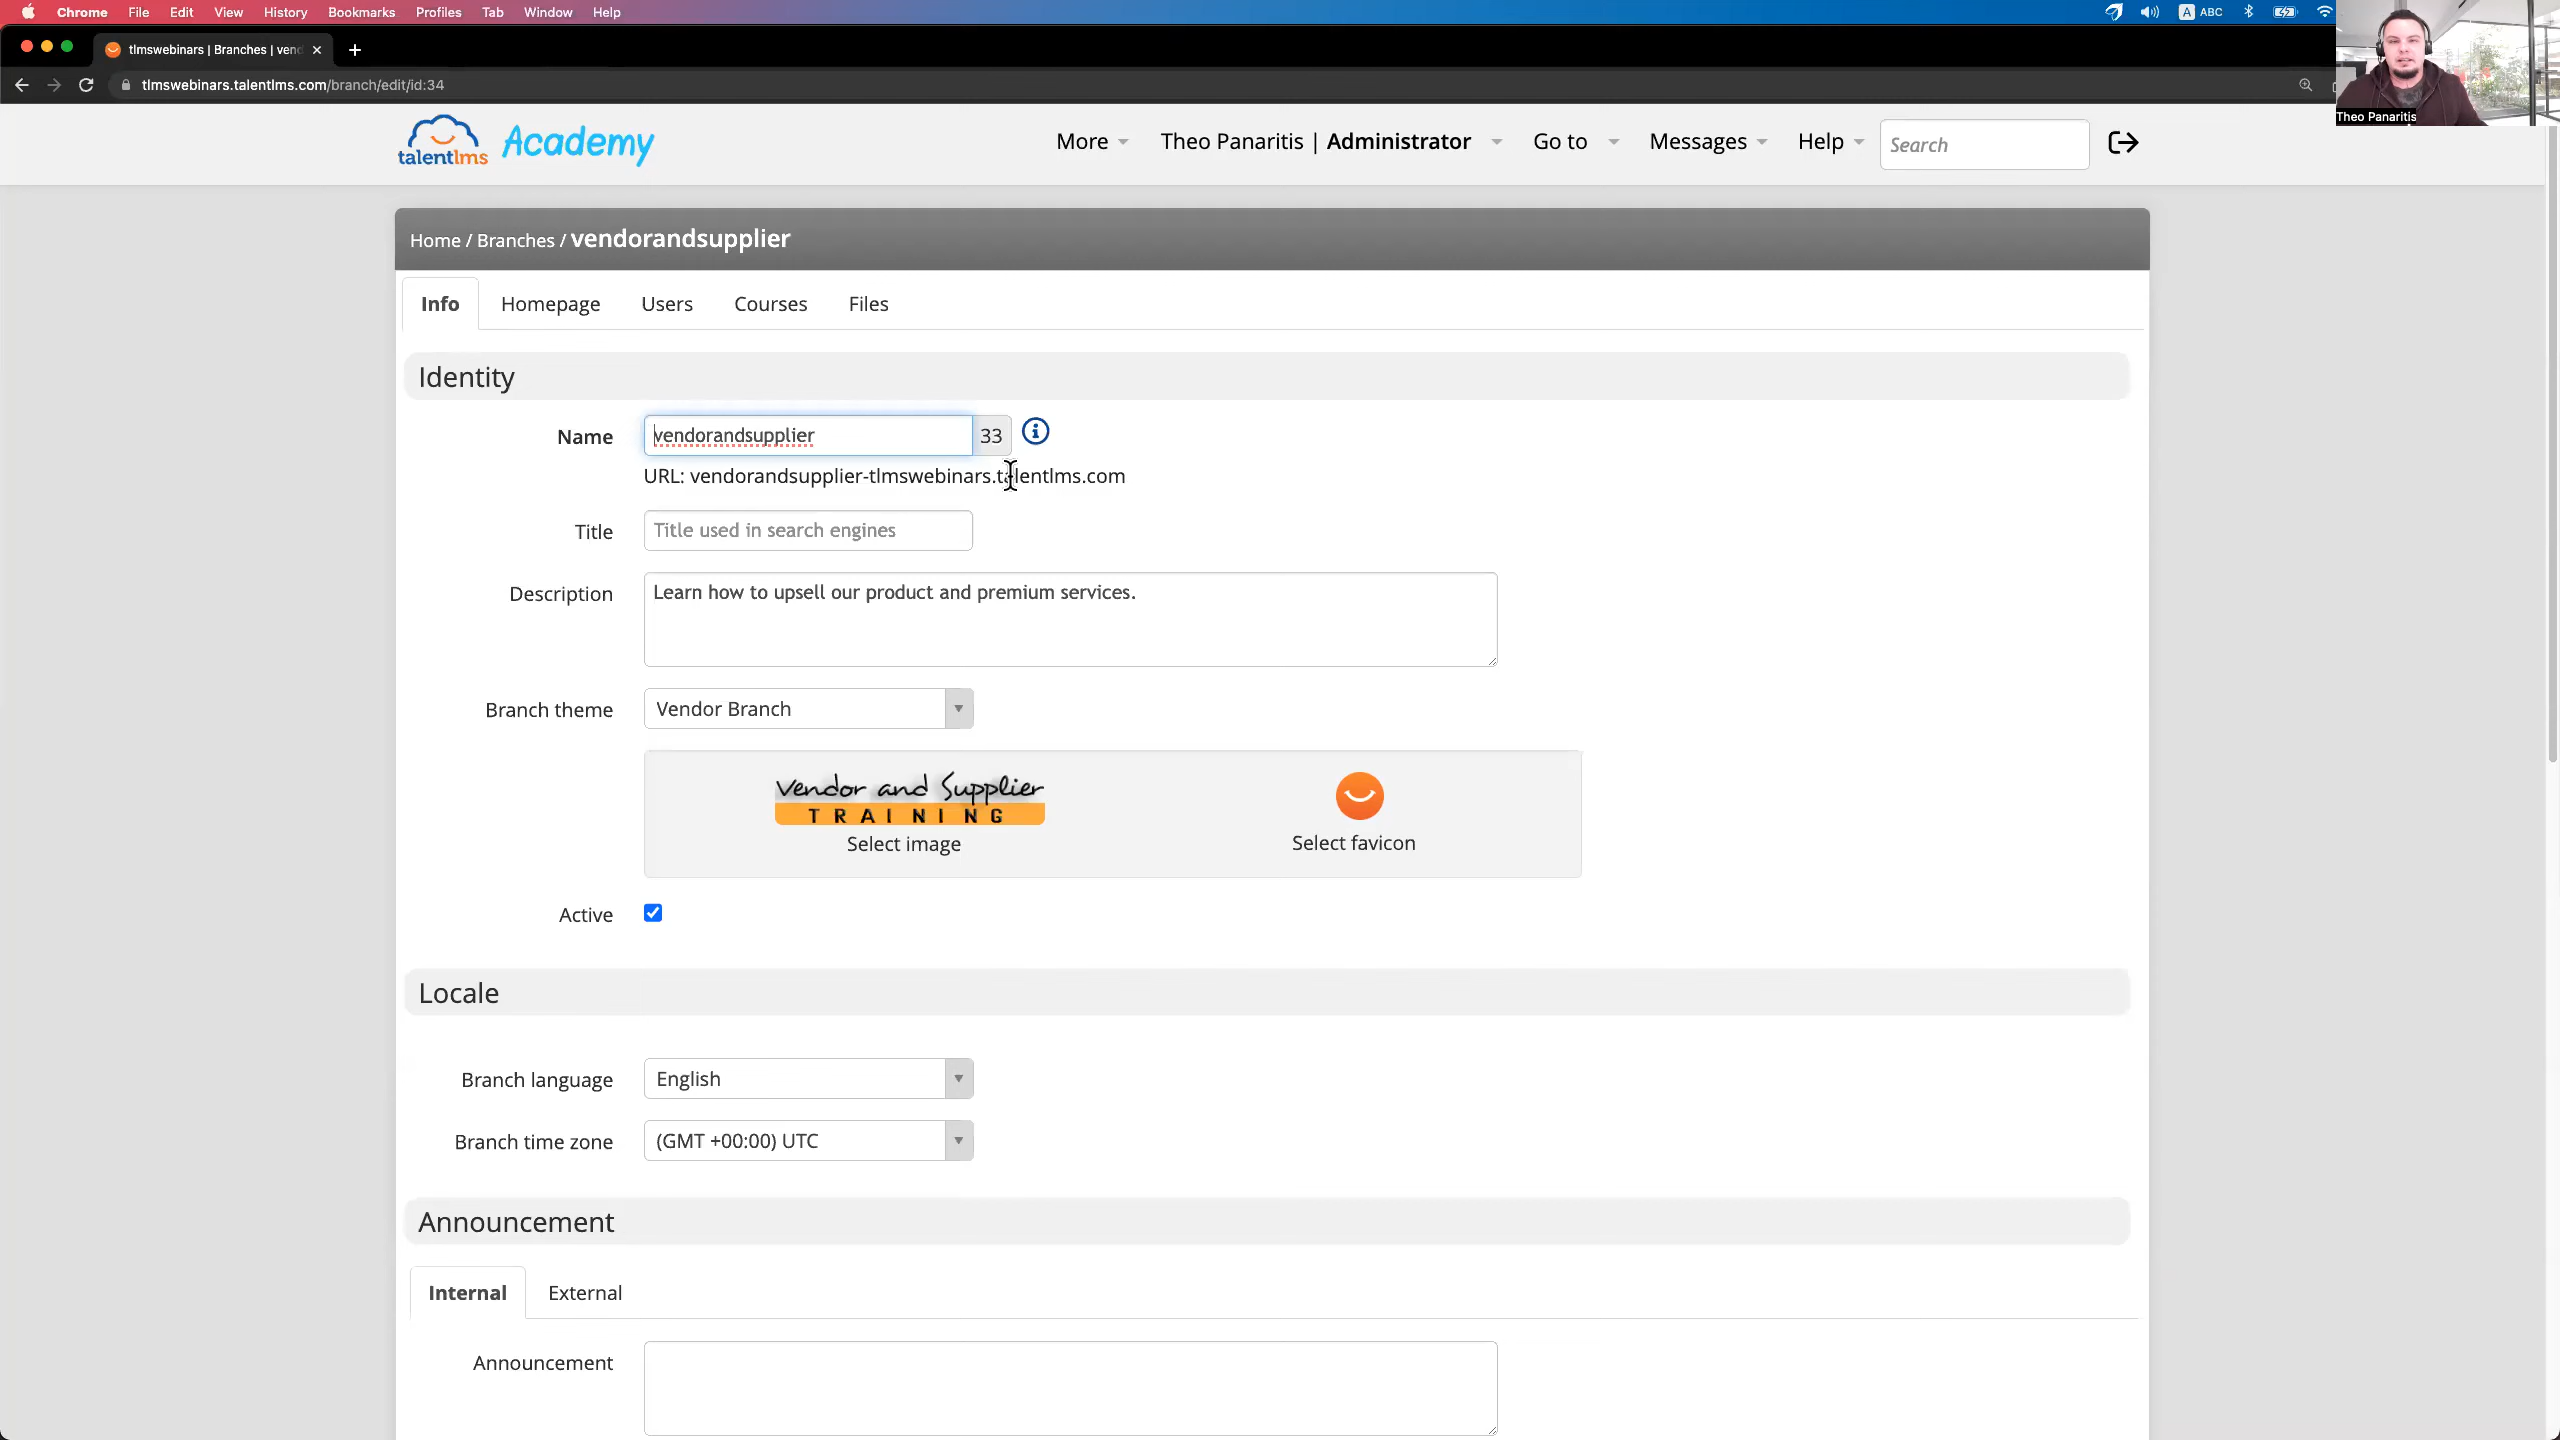 Chrome File Edit View History Bookmarks Profiles Tab Window Help
A ABC
tlmswebinars | Branches | vend
tlmswebinars.talentlms.com/branch/edit/id:34
Theo Panaritis
talentlms Academy
More Theo Panaritis | Administrator Go to Messages Help Search
Home / Branches / vendorandsupplier
Info Homepage Users Courses Files
Identity
Name vendorandsupplier 33
URL: vendorandsupplier-tlmswebinars.talentlms.com
Title Title used in search engines
Description Learn how to upsell our product and premium services.
Branch theme Vendor Branch
Vendor and Supplier
TRAINING
Select image Select favicon
Active
Locale
Branch language English
Branch time zone (GMT +00:00) UTC
Announcement
Internal External
Announcement